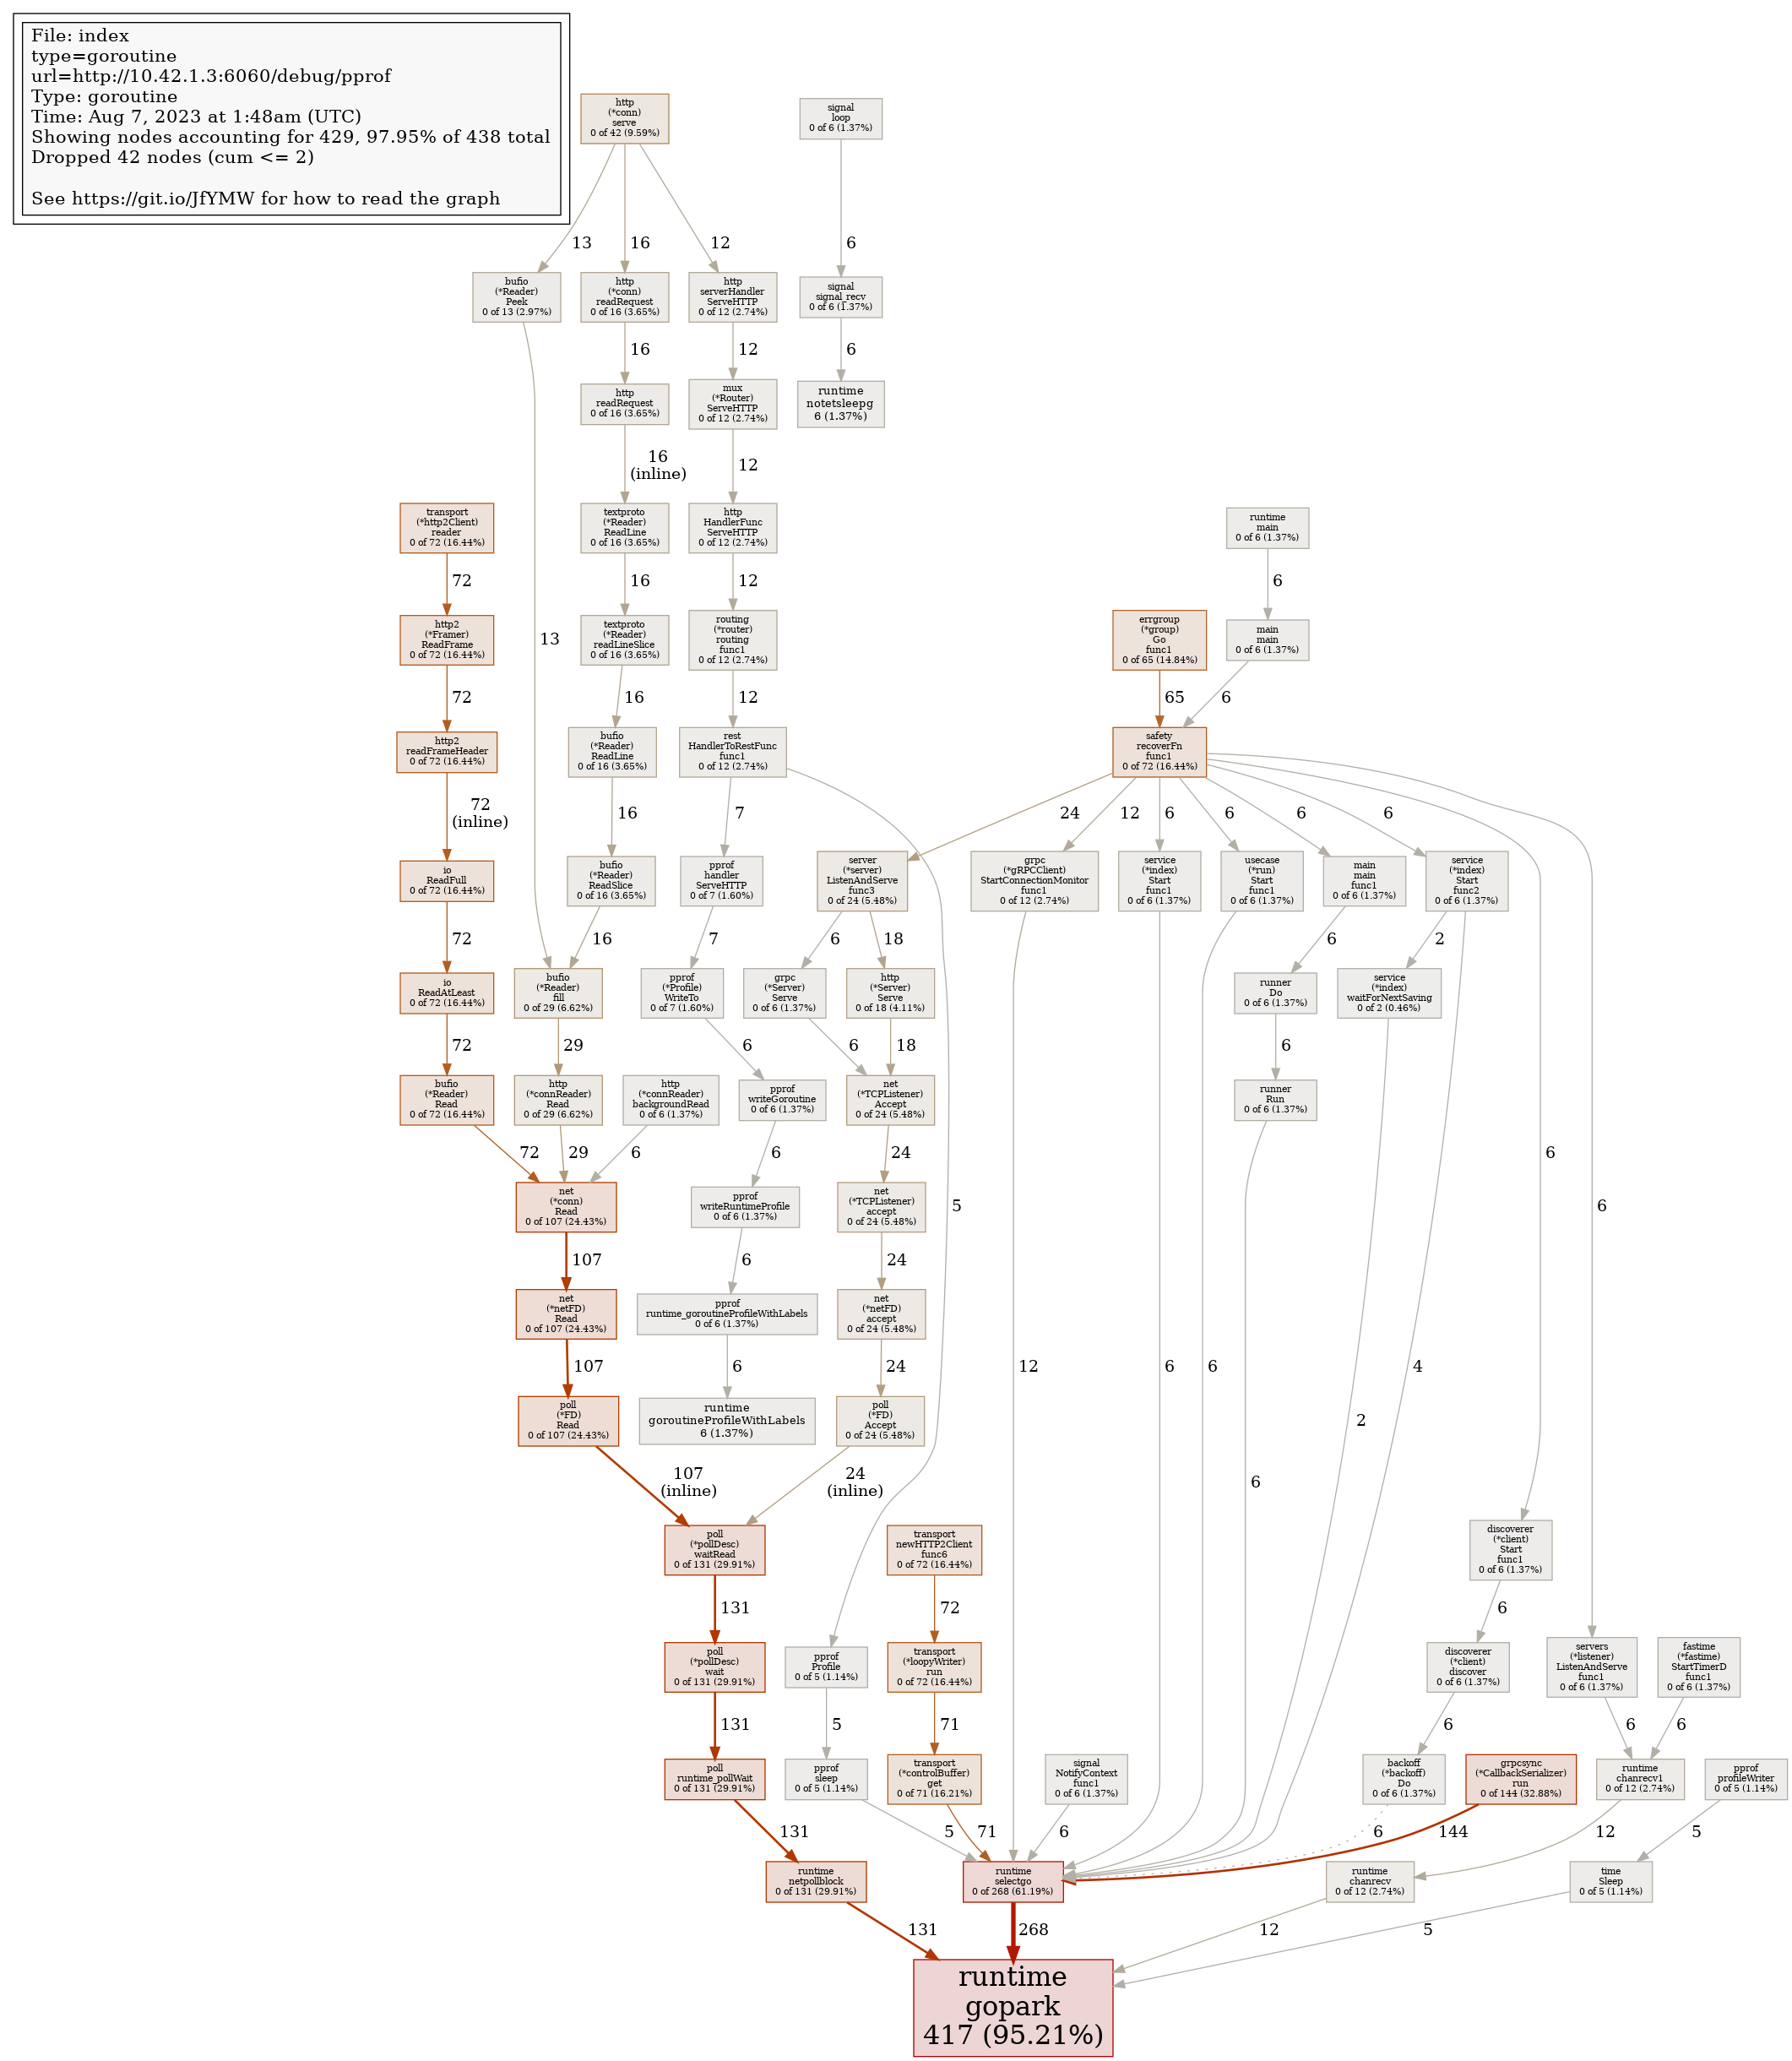 File: index
type=goroutine
url=http://10.42.1.3:6060/debug/pprof
Type: goroutine
Time: Aug 7, 2023 at 1:48am (UTC)
Showing nodes accounting for 429, 97.95% of 438 total
Dropped 42 nodes (cum <= 2)
See https://git.io/JfYMW for how to read the graph
http
(*conn)
serve
0 of 42 (9.59%)
signal
loop
0 of 6 (1.37%)
13
16
12
6
bufio
(*Reader)
Peek
0 of 13 (2.97%)
http
(*conn)
readRequest
0 of 16 (3.65%)
http
serverHandler
ServeHTTP
0 of 12 (2.74%)
signal
signal_recv
0 of 6 (1.37%)
16
12
6
http
readRequest
0 of 16 (3.65%)
mux
(*Router)
ServeHTTP
0 of 12 (2.74%)
runtime
notetsleepg
6 (1.37%)
16
(inline)
12
transport
(*http2Client)
reader
0 of 72 (16.44%)
textproto
(*Reader)
ReadLine
0 of 16 (3.65%)
http
HandlerFunc
ServeHTTP
0 of 12 (2.74%)
runtime
main
0 of 6 (1.37%)
72
16
12
6
http2
(*Framer)
ReadFrame
0 of 72 (16.44%)
13
textproto
(*Reader)
readLineSlice
0 of 16 (3.65%)
routing
(*router)
routing
func1
0 of 12 (2.74%)
errgroup
(*group)
Go
func1
0 of 65 (14.84%)
main
main
0 of 6 (1.37%)
72
16
12
65
6
http2
readFrameHeader
0 of 72 (16.44%)
bufio
(*Reader)
ReadLine
0 of 16 (3.65%)
rest
HandlerToRestFunc
func1
0 of 12 (2.74%)
safety
recoverFn
func1
0 of 72 (16.44%)
72
(inline)
16
7
24
12
6
6
6
6
io
ReadFull
0 of 72 (16.44%)
bufio
(*Reader)
ReadSlice
0 of 16 (3.65%)
pprof
handler
ServeHTTP
0 of 7 (1.60%)
server
(*server)
ListenAndServe
func3
0 of 24 (5.48%)
grpc
(*gRPCClient)
StartConnectionMonitor
func1
0 of 12 (2.74%)
service
(*index)
Start
func1
0 of 6 (1.37%)
usecase
(*run)
Start
func1
0 of 6 (1.37%)
main
main
func1
0 of 6 (1.37%)
service
(*index)
Start
func2
0 of 6 (1.37%)
72
16
7
6
18
6
2
io
ReadAtLeast
0 of 72 (16.44%)
bufio
(*Reader)
fill
0 of 29 (6.62%)
pprof
(*Profile)
WriteTo
0 of 7 (1.60%)
grpc
(*Server)
Serve
0 of 6 (1.37%)
http
(*Server)
Serve
0 of 18 (4.11%)
runner
Do
0 of 6 (1.37%)
service
(*index)
waitForNextSaving
0 of 2 (0.46%)
72
29
6
6
18
6
bufio
(*Reader)
Read
0 of 72 (16.44%)
http
(*connReader)
Read
0 of 29 (6.62%)
http
(*connReader)
backgroundRead
0 of 6 (1.37%)
pprof
writeGoroutine
0 of 6 (1.37%)
net
(*TCPListener)
Accept
0 of 24 (5.48%)
runner
Run
0 of 6 (1.37%)
72
29
6
6
24
6
net
(*conn)
Read
0 of 107 (24.43%)
pprof
writeRuntimeProfile
0 of 6 (1.37%)
net
(*TCPListener)
accept
0 of 24 (5.48%)
5
6
107
6
24
net
(*netFD)
Read
0 of 107 (24.43%)
pprof
runtime_goroutineProfileWithLabels
0 of 6 (1.37%)
net
(*netFD)
accept
0 of 24 (5.48%)
107
6
24
12
6
6
4
poll
(*FD)
Read
0 of 107 (24.43%)
runtime
goroutineProfileWithLabels
6 (1.37%)
poll
(*FD)
Accept
0 of 24 (5.48%)
2
107
(inline)
24
(inline)
6
poll
(*pollDesc)
waitRead
0 of 131 (29.91%)
transport
newHTTP2Client
func6
0 of 72 (16.44%)
discoverer
(*client)
Start
func1
0 of 6 (1.37%)
131
72
6
poll
(*pollDesc)
wait
0 of 131 (29.91%)
pprof
Profile
0 of 5 (1.14%)
transport
(*loopyWriter)
run
0 of 72 (16.44%)
discoverer
(*client)
discover
0 of 6 (1.37%)
servers
(*listener)
ListenAndServe
func1
0 of 6 (1.37%)
fastime
(*fastime)
StartTimerD
func1
0 of 6 (1.37%)
131
5
71
6
6
6
poll
runtime_pollWait
0 of 131 (29.91%)
pprof
sleep
0 of 5 (1.14%)
transport
(*controlBuffer)
get
0 of 71 (16.21%)
signal
NotifyContext
func1
0 of 6 (1.37%)
backoff
(*backoff)
Do
0 of 6 (1.37%)
grpcsync
(*CallbackSerializer)
run
0 of 144 (32.88%)
runtime
chanrecv1
0 of 12 (2.74%)
pprof
profileWriter
0 of 5 (1.14%)
131
5
71
6
6
144
12
5
runtime
netpollblock
0 of 131 (29.91%)
runtime
selectgo
0 of 268 (61.19%)
runtime
chanrecv
0 of 12 (2.74%)
time
Sleep
0 of 5 (1.14%)
131
268
12
5
runtime
gopark
417 (95.21%)